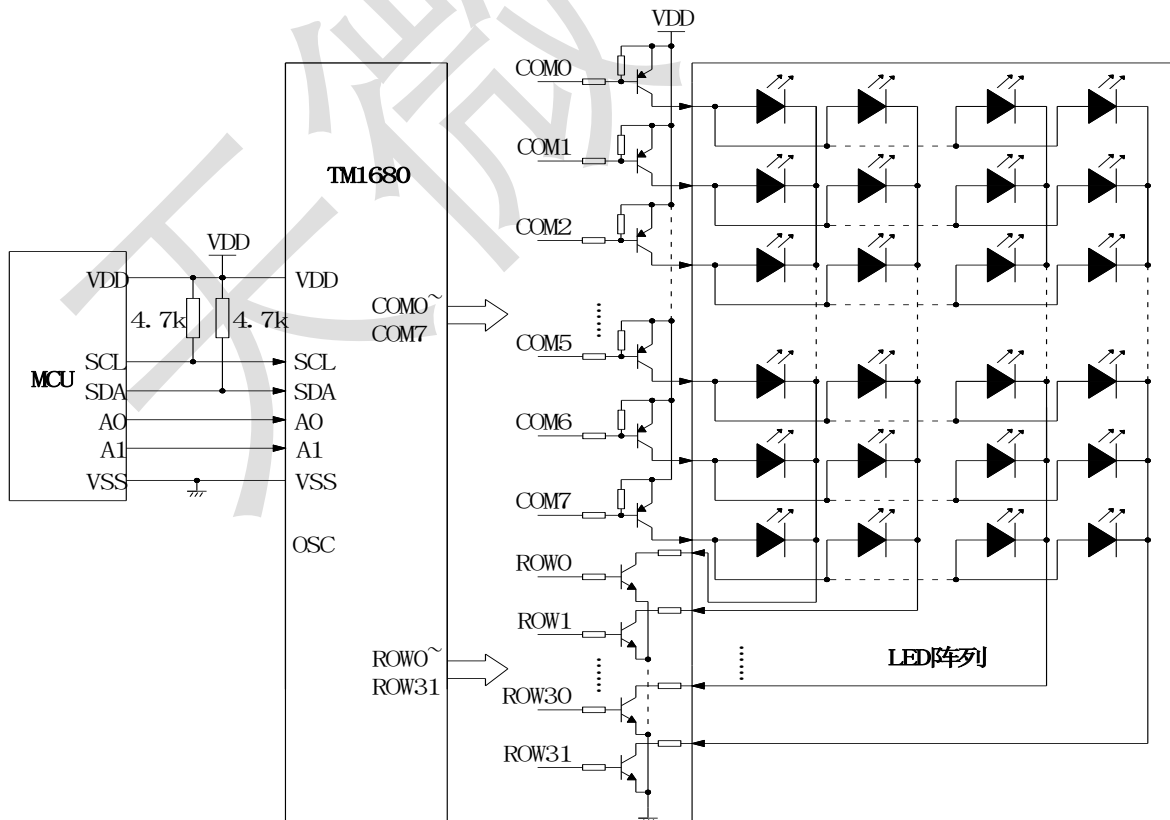 VDD
COM0
COM1
TM1680
COM2
VDD
VDD
VDD
4.7k
4.7k
COM0~
COM7
COM5
SCL
SCL
MCU
SDA
SDA
A0
A0
COM6
A1
A1
VSS
VSS
COM7
OSC
ROW0
ROW1
LED阵列
ROW0~
ROW31
ROW30
ROW31
天微